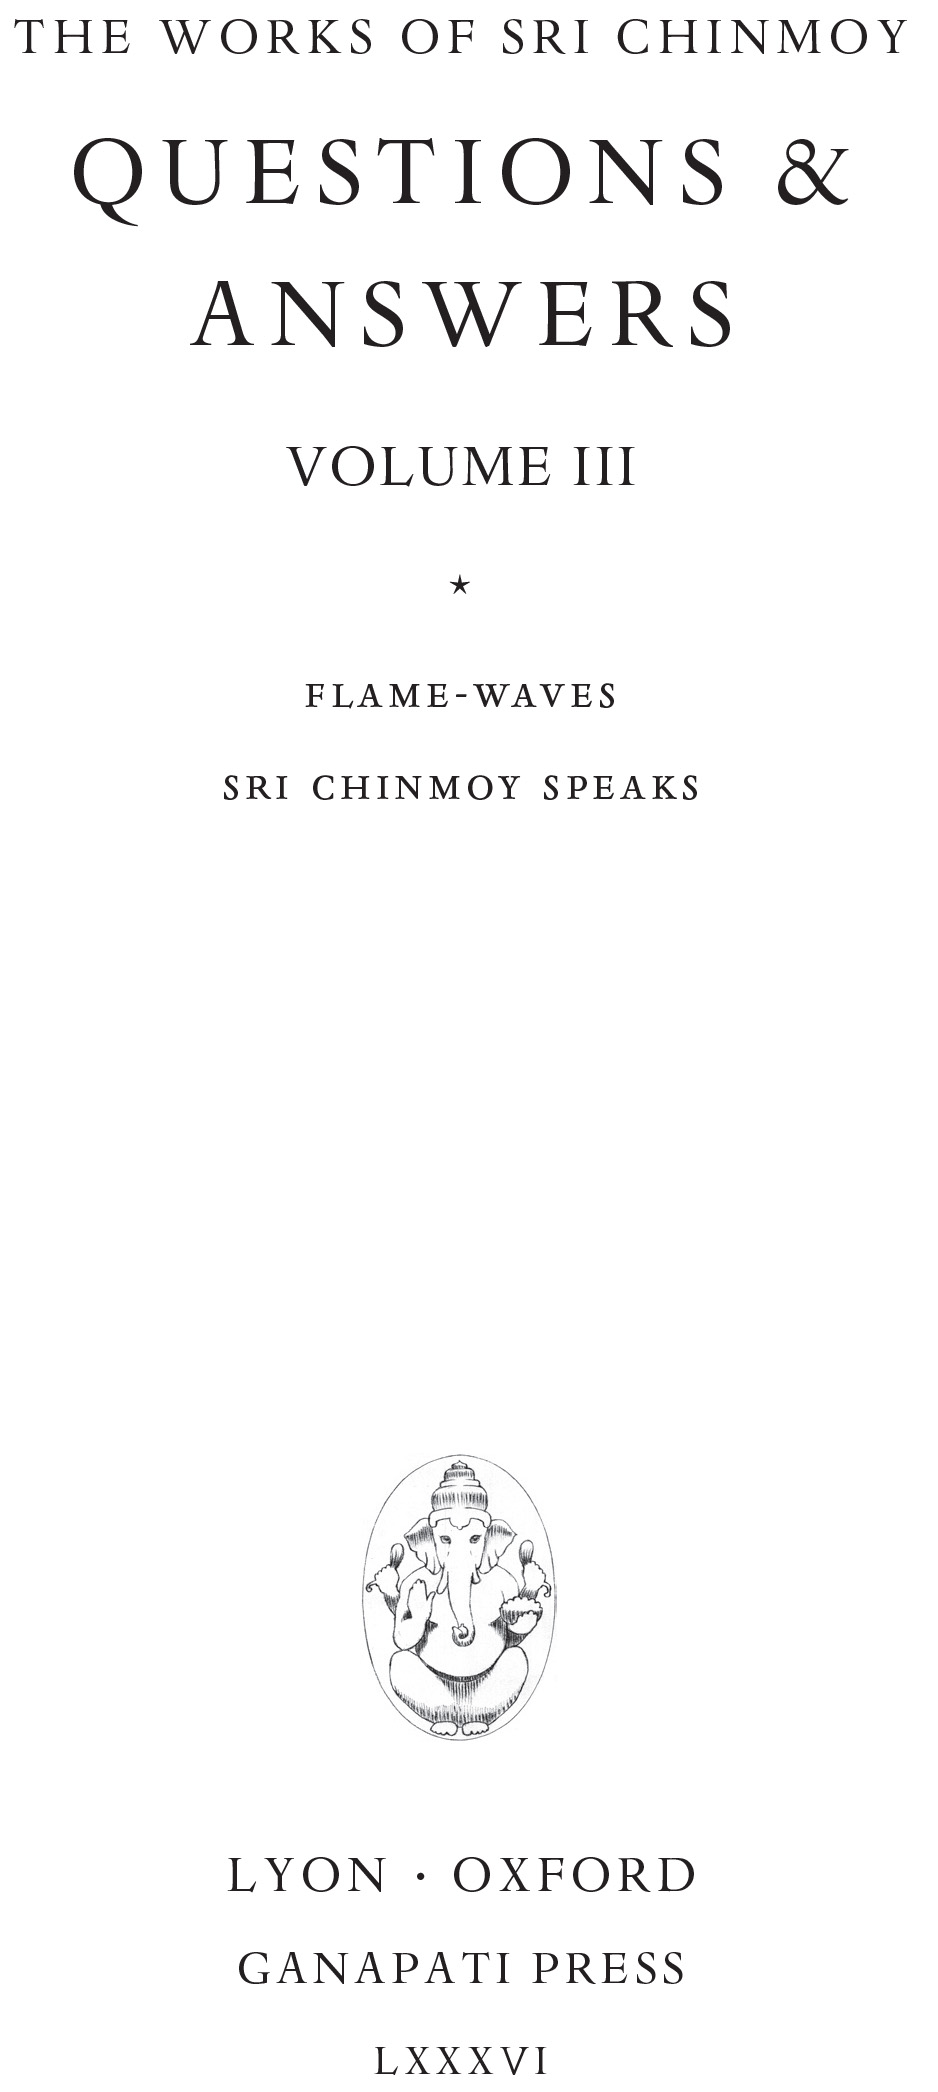 THE WORKS OF SRI CHINMOY
QUESTIONS &
ANSWERS
VOLUME III
★
FLAME-WAVES
SRI CHINMOY SPEAKS
LYON · OXFORD
GANAPATI PRESS
LXXXVI